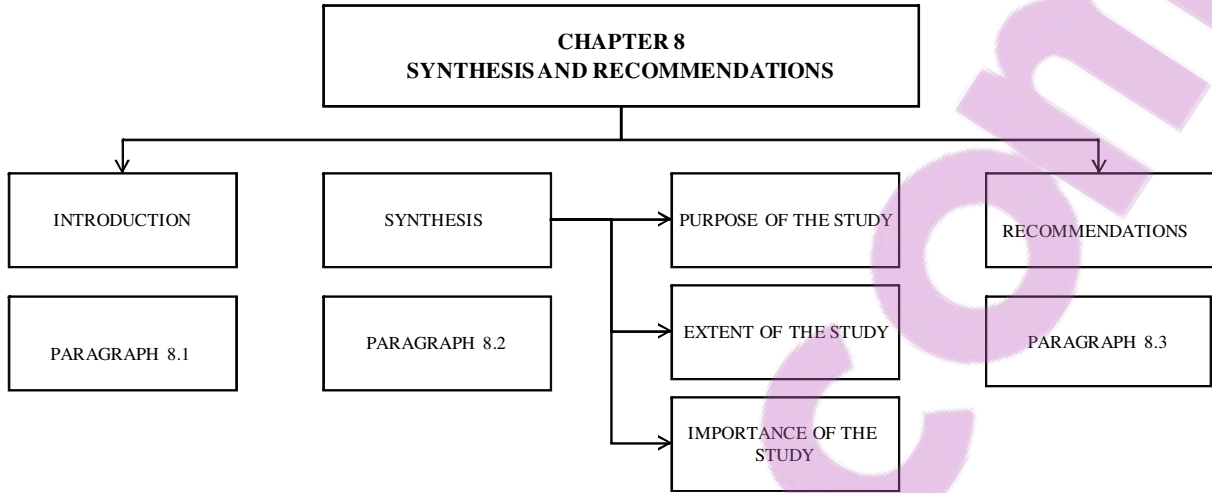 CHAPTER 8
SYNTHESIS AND RECOMMENDATIONS
INTRODUCTION
SYNTHESIS
PURPOSE OF THE STUDY
RECOMMENDATIONS
PARAGRAPH 8.1
PARAGRAPH 8.2
EXTENT OF THE STUDY
PARAGRAPH 8.3
IMPORTANCE OF THE
STUDY
com